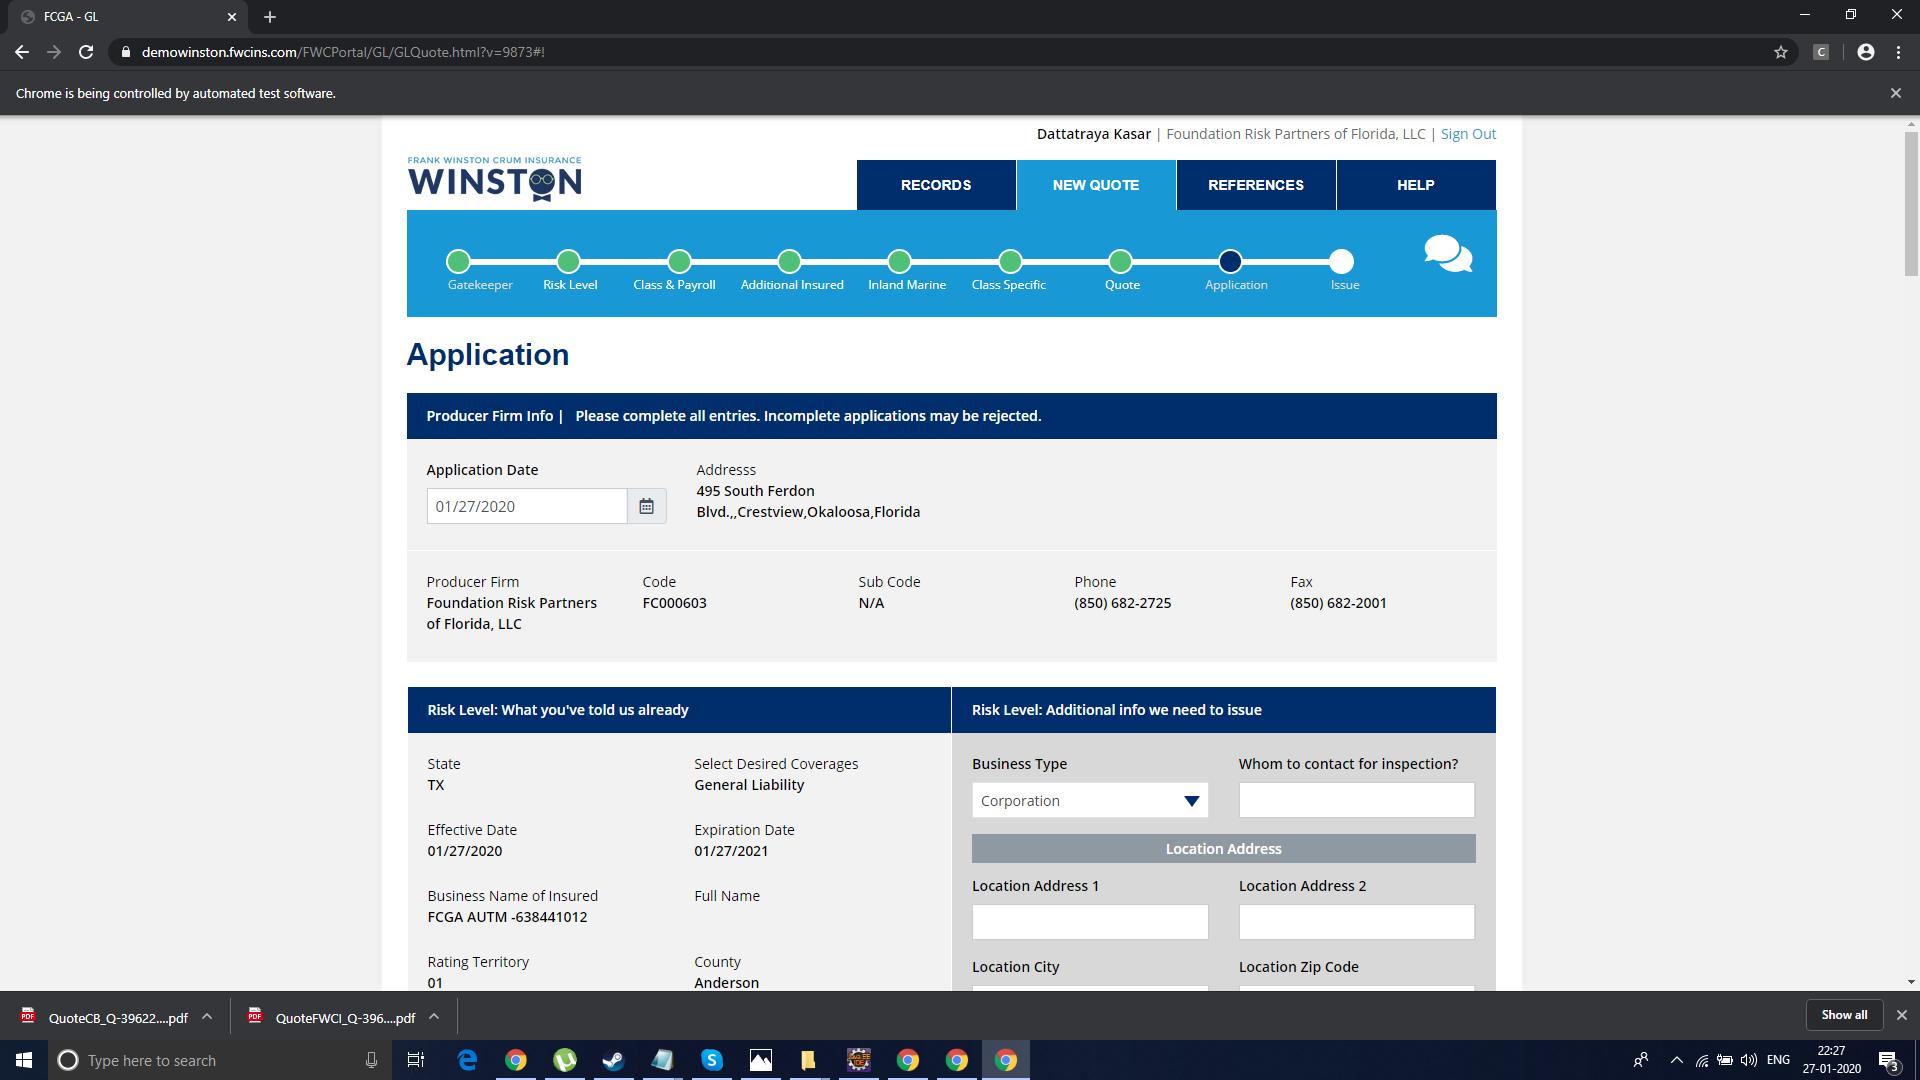 FCGA - GL
demowinston.fwcins.com/FWCPortal/GL/GLQuote.html?v=9873#!
C
Chrome is being controlled by automated test software.
Dattatraya Kasar | Foundation Risk Partners of Florida, LLC | Sign Out
FRANK WINSTON CRUM INSURANCE
WINSTON
RECORDS
NEW QUOTE
REFERENCES
HELP
Gatekeeper
Risk Level
Class & Payroll
Additional Insured
Inland Marine
Class Specific
Quote
Application
Issue
Application
Producer Firm Info | Please complete all entries. Incomplete applications may be rejected.
Application Date
01/27/2020
Addresss
495 South Ferdon
Blvd.,,Crestview,Okaloosa,Florida
Producer Firm
Foundation Risk Partners
of Florida, LLC
Code
FC000603
Sub Code
N/A
Phone
(850) 682-2725
Fax
(850) 682-2001
Risk Level: What you've told us already
State
TX
Select Desired Coverages
General Liability
Effective Date
01/27/2020
Expiration Date
01/27/2021
Business Name of Insured
FCGA AUTM -638441012
Full Name
Rating Territory
01
County
Anderson
Risk Level: Additional info we need to issue
Business Type
Corporation
Whom to contact for inspection?
Location Address
Location Address 1
Location Address 2
Location City
Location Zip Code
PDF
QuoteCB_Q-39622....pdf
PDF
QuoteFWCI_Q-396....pdf
Show all
Type here to search
ENG
22:27
27-01-2020
3